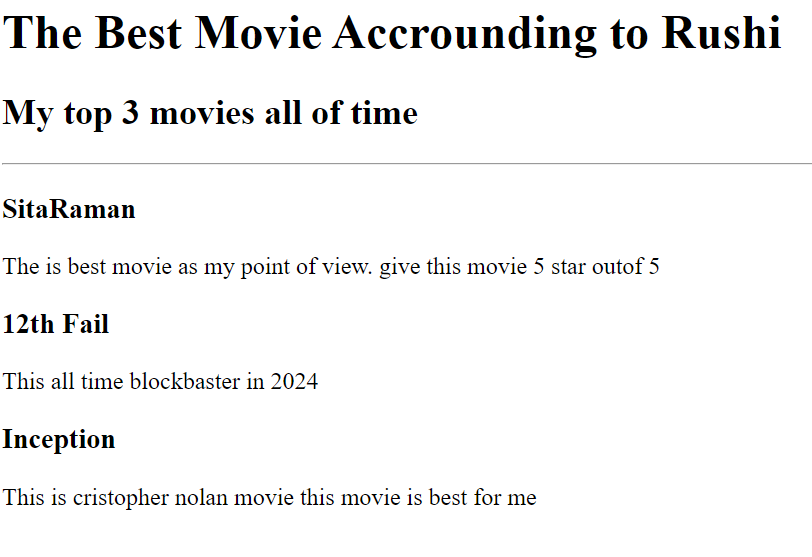 The Best Movie Accrounding to Rushi
My top 3 movies all of time
SitaRaman
The is best movie as my point of view. give this movie 5 star outof 5
12th Fail
This all time blockbaster in 2024
Inception
This is cristopher nolan movie this movie is best for me